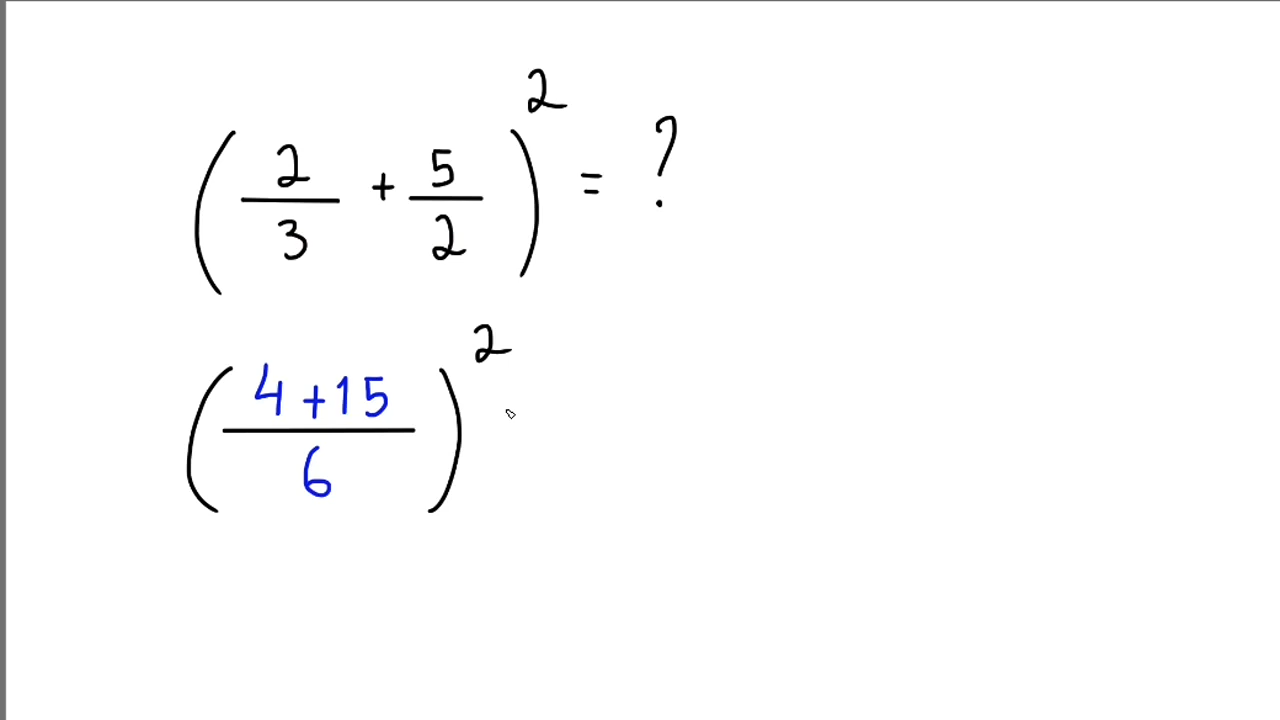 (2/3 + 5/2)² = ?
((4+15)/6)²